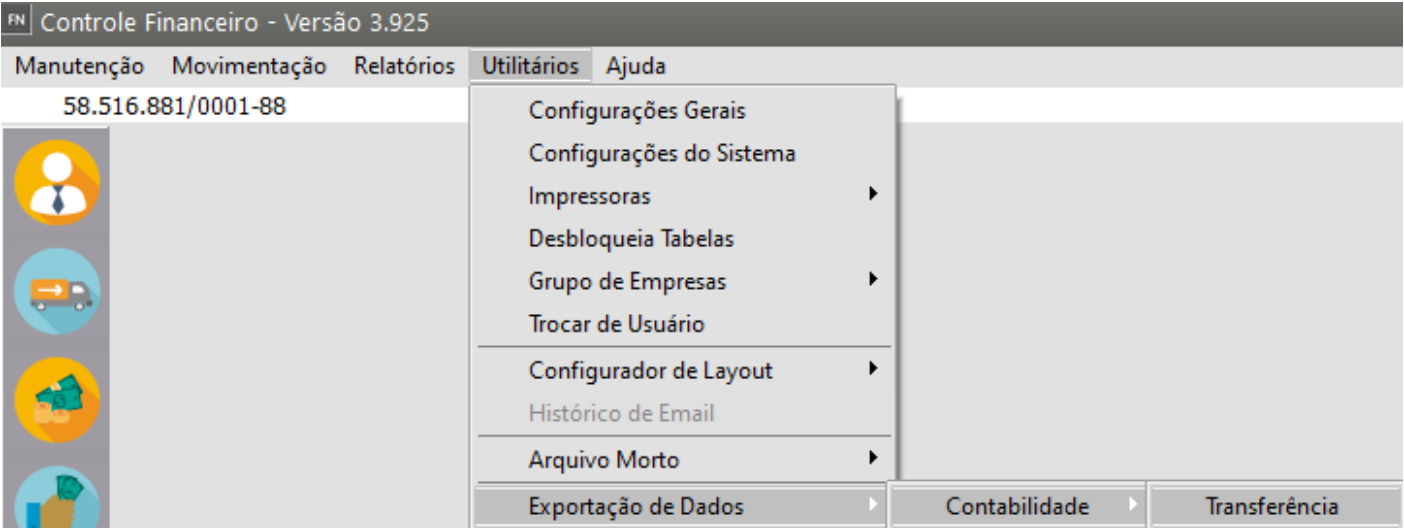 FN Controle Financeiro - Versão 3.925
Manutenção Movimentação Relatórios Utilitários Ajuda
58.516.881/0001-88
Configurações Gerais
Configurações do Sistema
Impressoras
Desbloqueia Tabelas
Grupo de Empresas
Trocar de Usuário
Configurador de Layout
Histórico de Email
Arquivo Morto
Exportação de Dados Contabilidade Transferência